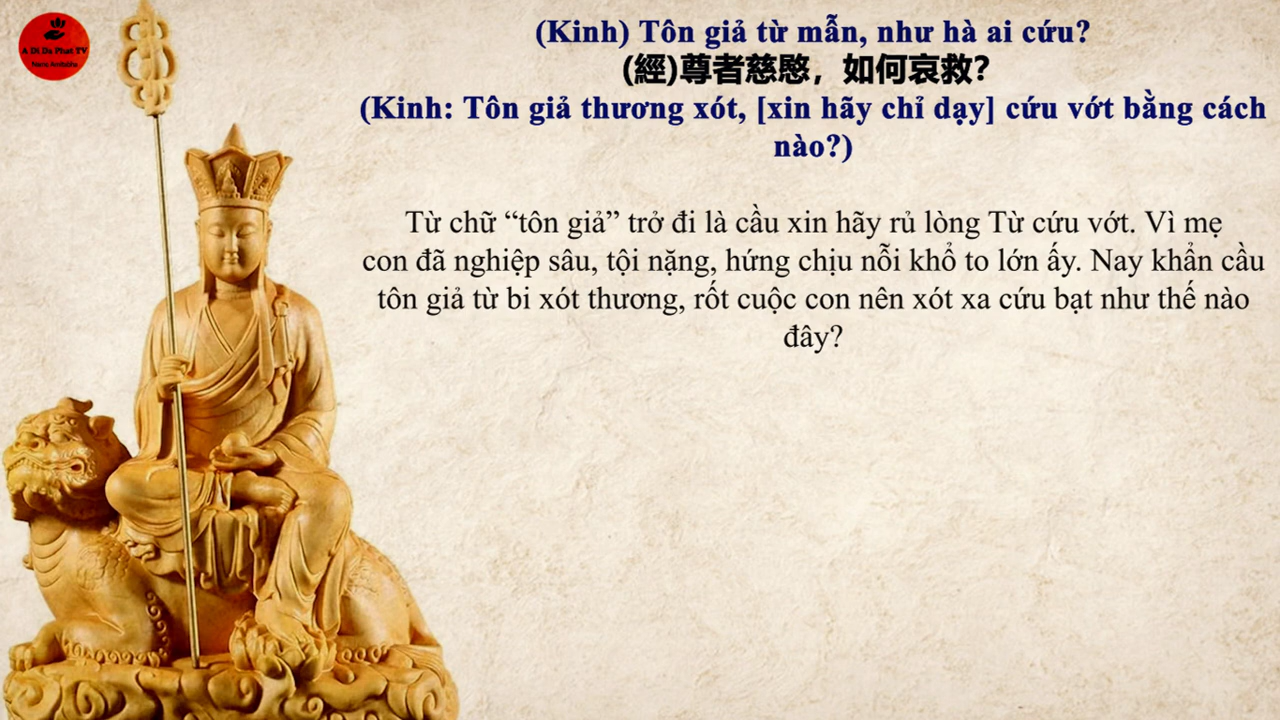 A Di Da Phat TV
Namo Amitabha
(Kinh) Tôn giả từ mẫn, như hà ai cứu?
(經)尊者慈愍，如何哀救?
(Kinh: Tôn giả thương xót, [xin hãy chỉ dạy] cứu vớt bằng cách
nào?)
Từ chữ “tôn giả” trở đi là cầu xin hãy rủ lòng Từ cứu vớt. Vì mẹ
con đã nghiệp sâu, tội nặng, hứng chịu nỗi khổ to lớn ấy. Nay khẩn cầu
tôn giả từ bi xót thương, rốt cuộc con nên xót xa cứu bạt như thế nào
đây?